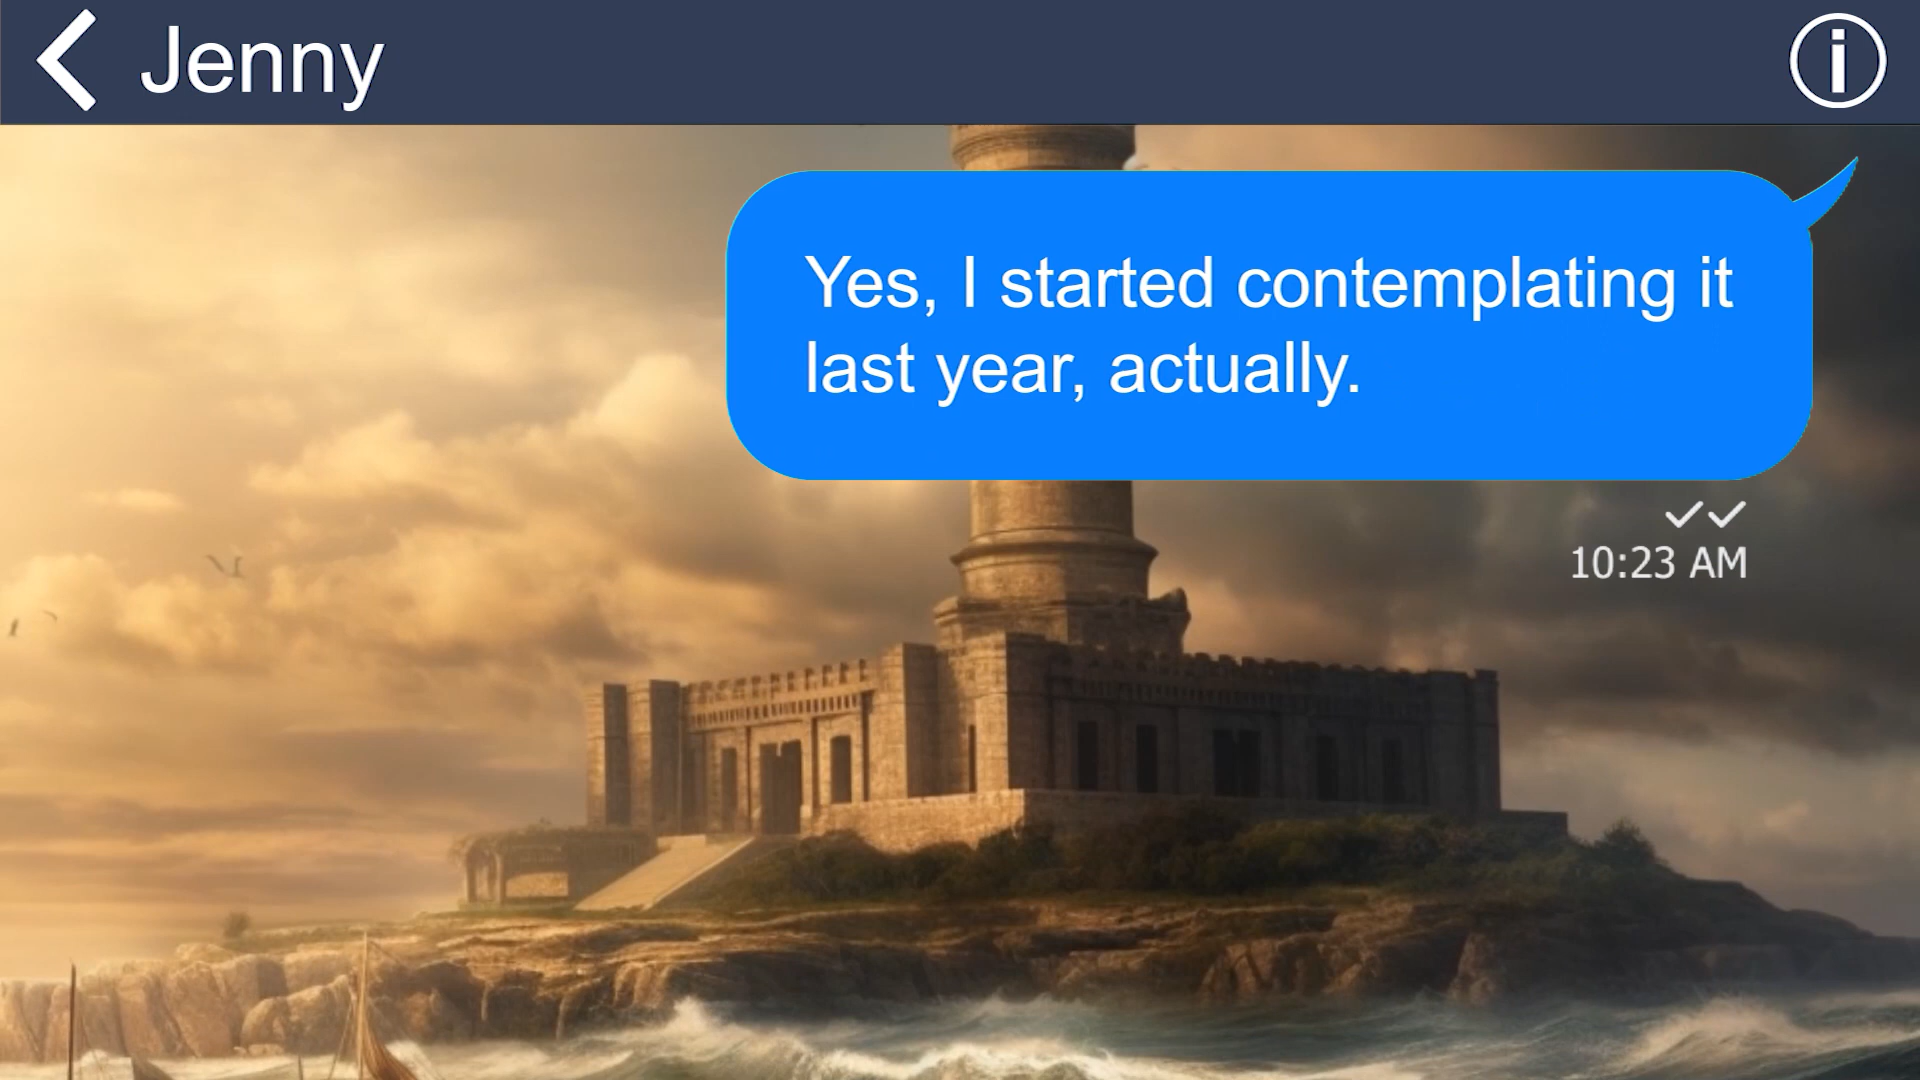 Jenny
Yes, I started contemplating it
last year, actually.
10:23 AM